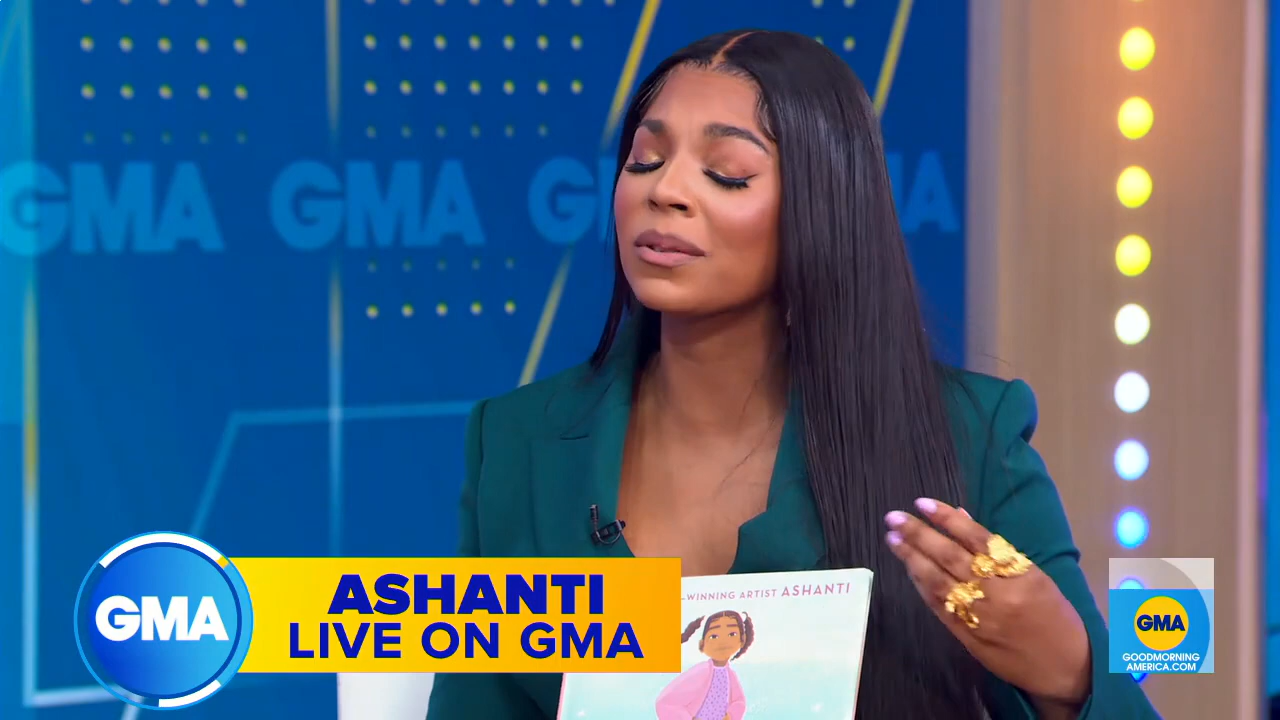 GMA GMA GMA
-WINNING ARTIST ASHANTI
ASHANTI
LIVE ON GMA
GMA
GMA
GOODMORNING
AMERICA.COM